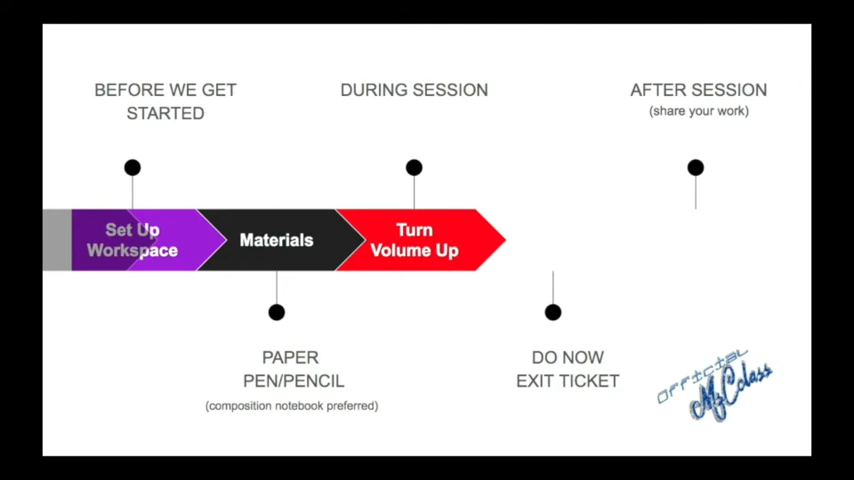 BEFORE WE GET
STARTED
DURING SESSION
AFTER SESSION
(share your work)
Set Up
Workspace
Materials
Turn
Volume Up
PAPER
PEN/PENCIL
(composition notebook preferred)
DO NOW
EXIT TICKET
OFFICIAL
MzCclass